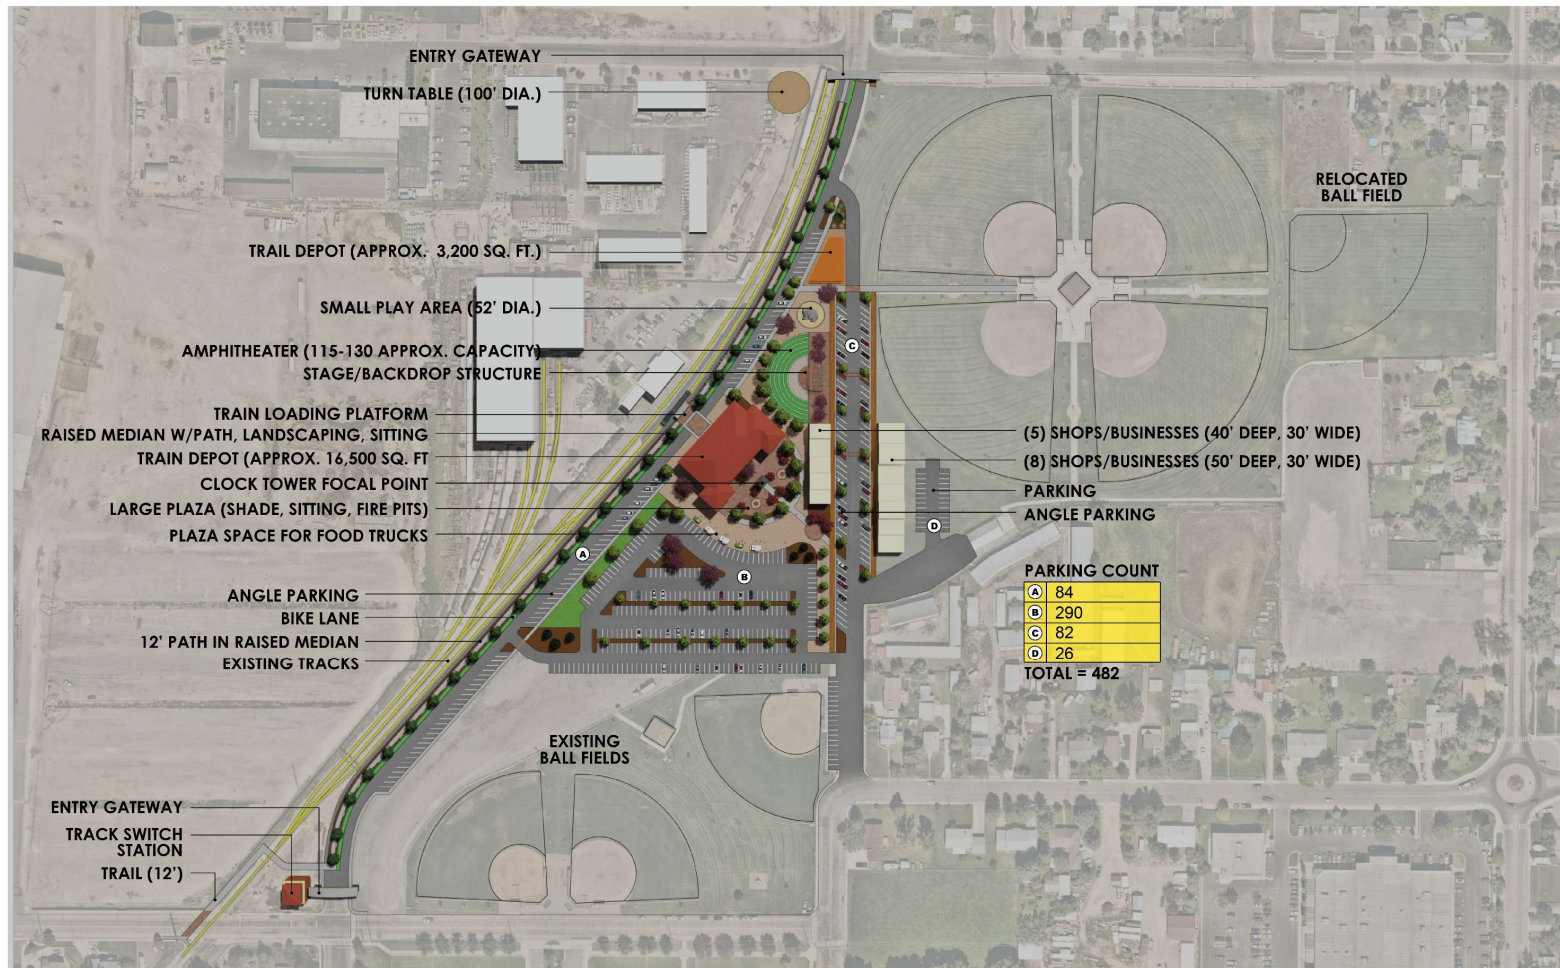 ENTRY GATEWAY
TURN TABLE (100' DIA.)
RELOCATED
BALL FIELD
TRAIL DEPOT (APPROX. 3,200 SQ. FT.)
SMALL PLAY AREA (52' DIA.)
AMPHITHEATER (115-130 APPROX. CAPACITY)
STAGE/BACKDROP STRUCTURE
TRAIN LOADING PLATFORM
RAISED MEDIAN W/PATH, LANDSCAPING, SITTING
TRAIN DEPOT (APPROX. 16,500 SQ. FT
CLOCK TOWER FOCAL POINT
LARGE PLAZA (SHADE, SITTING, FIRE PITS)
PLAZA SPACE FOR FOOD TRUCKS
C
(5) SHOPS/BUSINESSES (40' DEEP, 30' WIDE)
(8) SHOPS/BUSINESSES (50' DEEP, 30' WIDE)
PARKING
ANGLE PARKING
D
A
B
ANGLE PARKING
BIKE LANE
12' PATH IN RAISED MEDIAN
EXISTING TRACKS
PARKING COUNT
A 84
B 290
C 82
D 26
TOTAL = 482
EXISTING
BALL FIELDS
ENTRY GATEWAY
TRACK SWITCH
STATION
TRAIL (12')